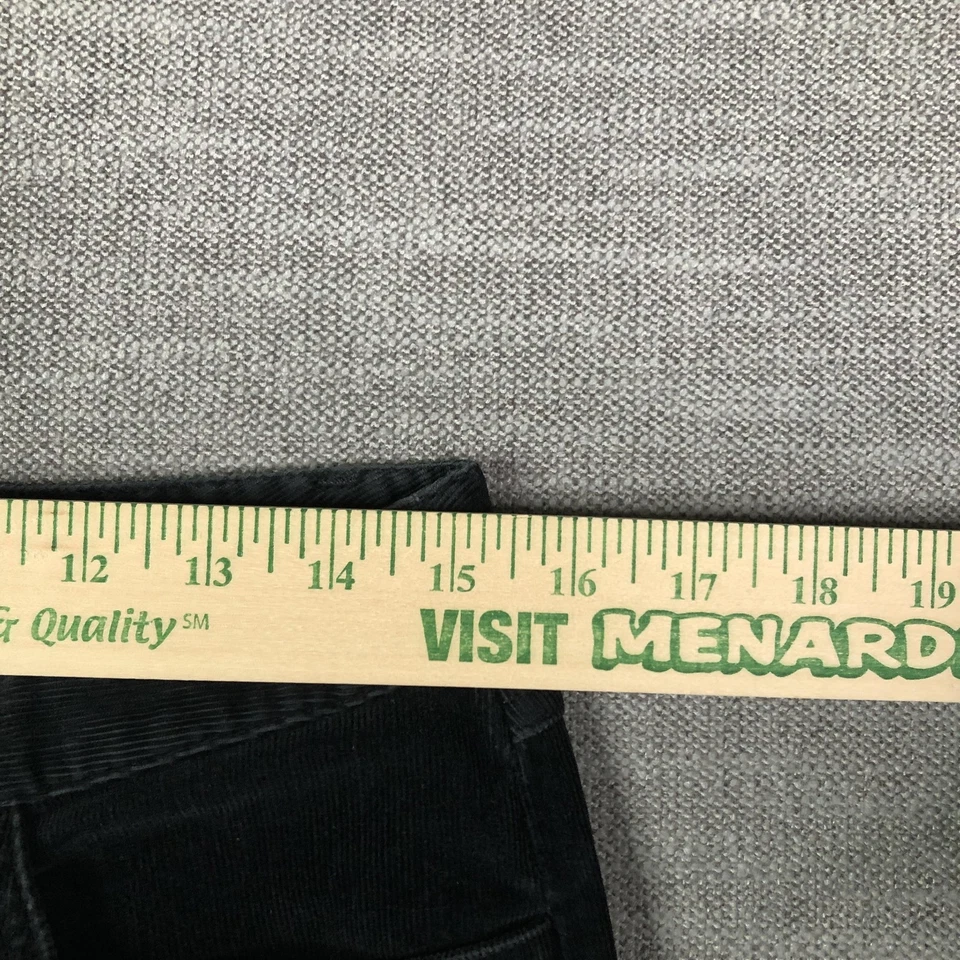 12 13 14 15 16 17 18 19
& Quality SM VISIT MENARD